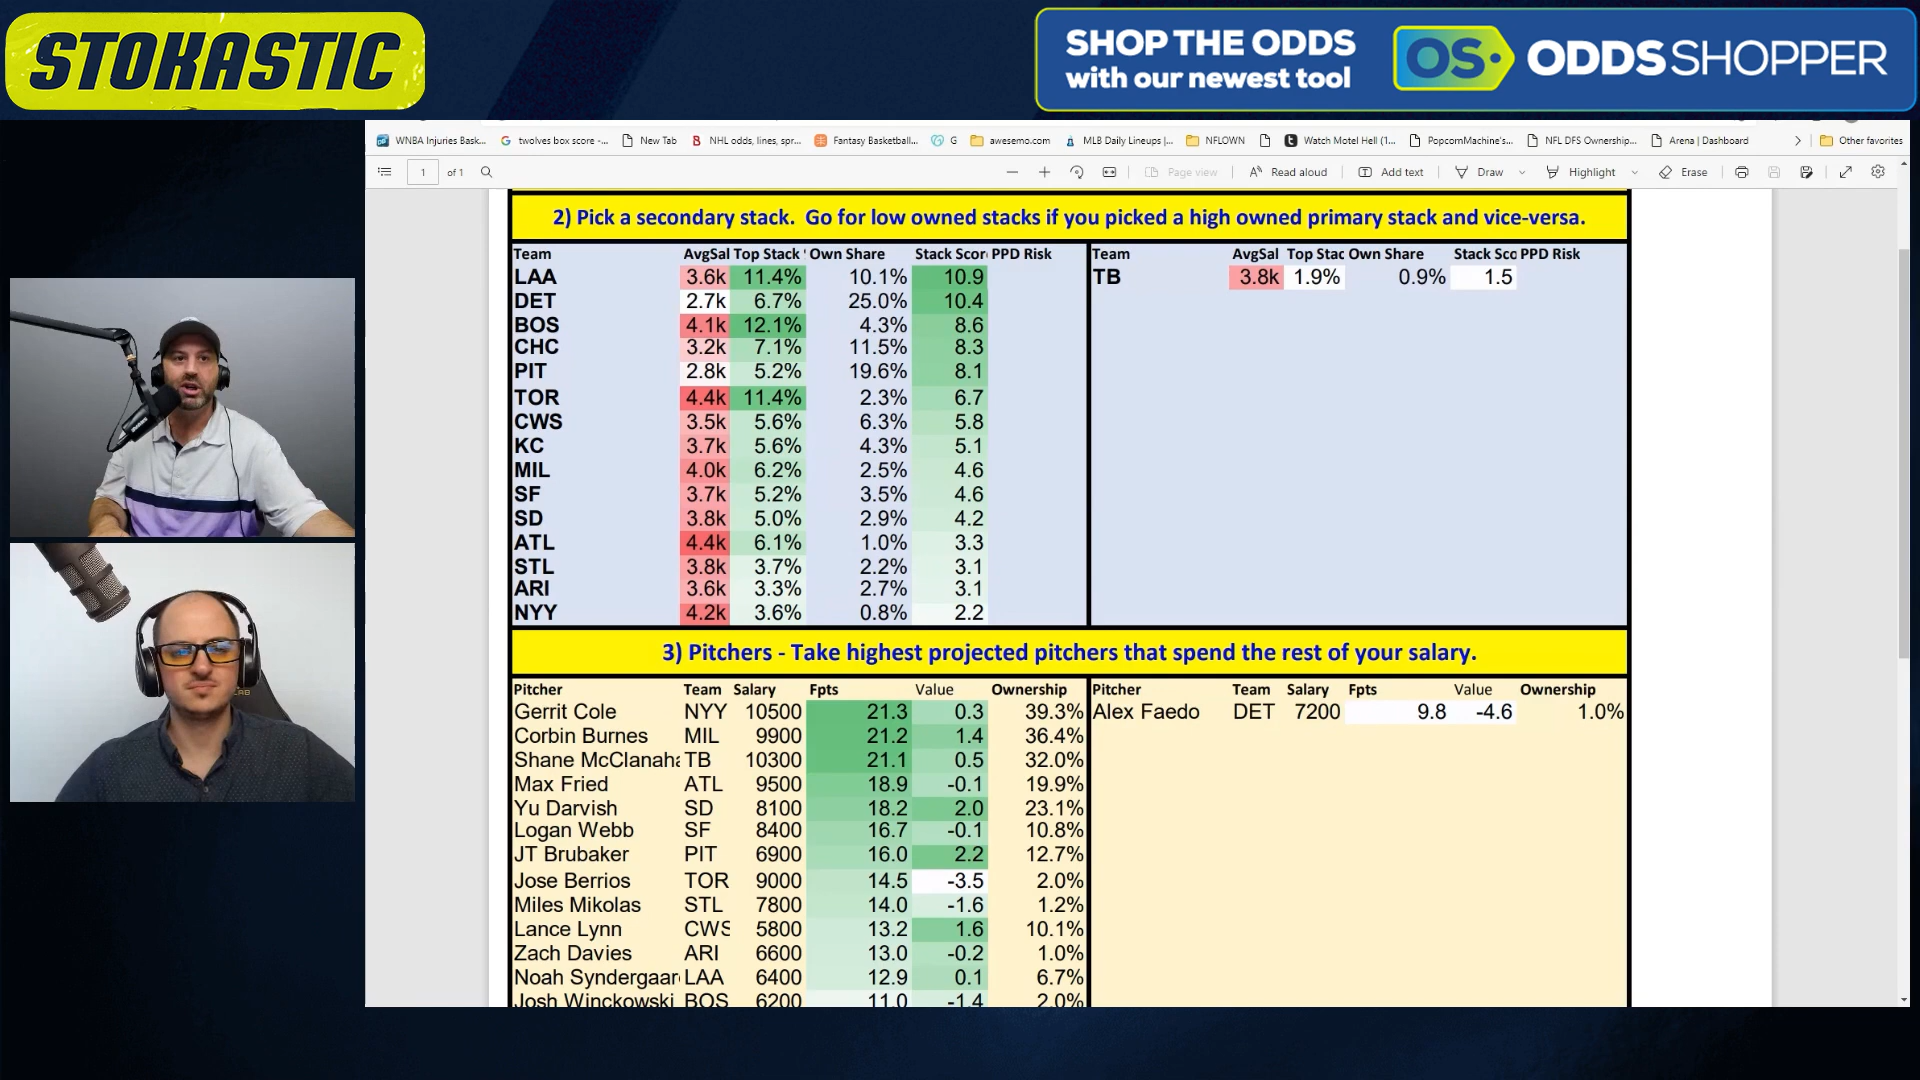 STOKASTIC
SHOP THE ODDS
with our newest tool
OS
ODDSSHOPPER
WNBA Injuries Bask... twolves box score -... New Tab NHL odds, lines, spr... Fantasy Basketball... G awesemo.com MLB Daily Lineups |... NFLOWN Watch Motel Hell (1... PopcornMachine's... NFL DFS Ownership... Arena | Dashboard Other favorites
1 of 1 Page view Read aloud Add text Draw Highlight Erase
2) Pick a secondary stack. Go for low owned stacks if you picked a high owned primary stack and vice-versa.
Team AvgSal Top Stack Own Share Stack Scor PPD Risk Team AvgSal Top Stac Own Share Stack Sco PPD Risk
LAA 3.6k 11.4% 10.1% 10.9 TB 3.8k 1.9% 0.9% 1.5
DET 2.7k 6.7% 25.0% 10.4
BOS 4.1k 12.1% 4.3% 8.6
CHC 3.2k 7.1% 11.5% 8.3
PIT 2.8k 5.2% 19.6% 8.1
TOR 4.4k 11.4% 2.3% 6.7
CWS 3.5k 5.6% 6.3% 5.8
KC 3.7k 5.6% 4.3% 5.1
MIL 4.0k 6.2% 2.5% 4.6
SF 3.7k 5.2% 3.5% 4.6
SD 3.8k 5.0% 2.9% 4.2
ATL 4.4k 6.1% 1.0% 3.3
STL 3.8k 3.7% 2.2% 3.1
ARI 3.6k 3.3% 2.7% 3.1
NYY 4.2k 3.6% 0.8% 2.2
3) Pitchers - Take highest projected pitchers that spend the rest of your salary.
Pitcher Team Salary Fpts Value Ownership Pitcher Team Salary Fpts Value Ownership
Gerrit Cole NYY 10500 21.3 0.3 39.3% Alex Faedo DET 7200 9.8 -4.6 1.0%
Corbin Burnes MIL 9900 21.2 1.4 36.4%
Shane McClanaha TB 10300 21.1 0.5 32.0%
Max Fried ATL 9500 18.9 -0.1 19.9%
Yu Darvish SD 8100 18.2 2.0 23.1%
Logan Webb SF 8400 16.7 -0.1 10.8%
JT Brubaker PIT 6900 16.0 2.2 12.7%
Jose Berrios TOR 9000 14.5 -3.5 2.0%
Miles Mikolas STL 7800 14.0 -1.6 1.2%
Lance Lynn CWS 5800 13.2 1.6 10.1%
Zach Davies ARI 6600 13.0 -0.2 1.0%
Noah Syndergaar LAA 6400 12.9 0.1 6.7%
Josh Winckowski BOS 6200 11.0 -1.4 2.0%